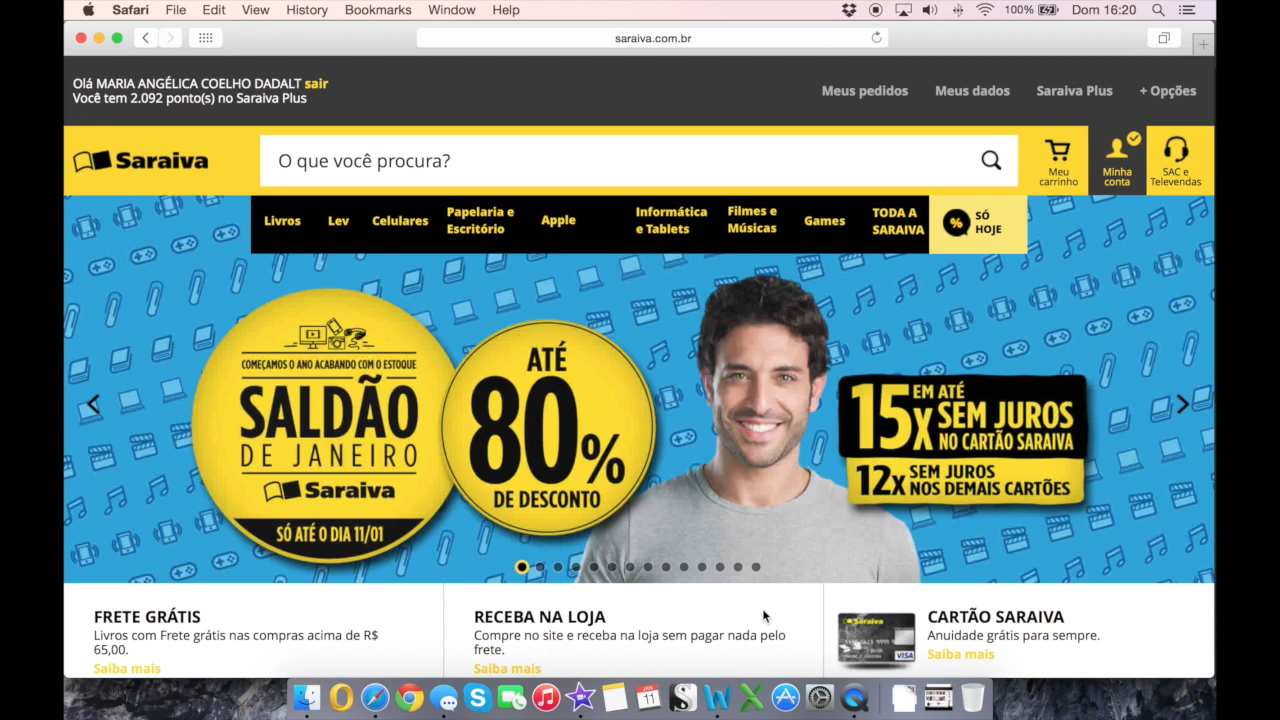 Safari File Edit View History Bookmarks Window Help 100% Dom 16:20
saraiva.com.br
Olá MARIA ANGÉLICA COELHO DADALT sair
Você tem 2.092 ponto(s) no Saraiva Plus
Meus pedidos Meus dados Saraiva Plus + Opções
Saraiva
O que você procura?
Meu
carrinho
Minha
conta
SAC e
Televendas
Livros
Lev
Celulares
Papelaria e
Escritório
Apple
Informática
e Tablets
Filmes e
Músicas
Games
TODA A
SARAIVA
%
SÓ
HOJE
COMEÇAMOS O ANO ACABANDO COM O ESTOQUE
SALDÃO
DE JANEIRO
Saraiva
SÓ ATÉ O DIA 11/01
ATÉ
80%
DE DESCONTO
15x EM ATÉ
SEM JUROS
NO CARTÃO SARAIVA
12x SEM JUROS
NOS DEMAIS CARTÕES
FRETE GRÁTIS
Livros com Frete grátis nas compras acima de R$
65,00.
Saiba mais
RECEBA NA LOJA
Compre no site e receba na loja sem pagar nada pelo
frete.
Saiba mais
Saraiva
VISA
CARTÃO SARAIVA
Anuidade grátis para sempre.
Saiba mais
JAN
11